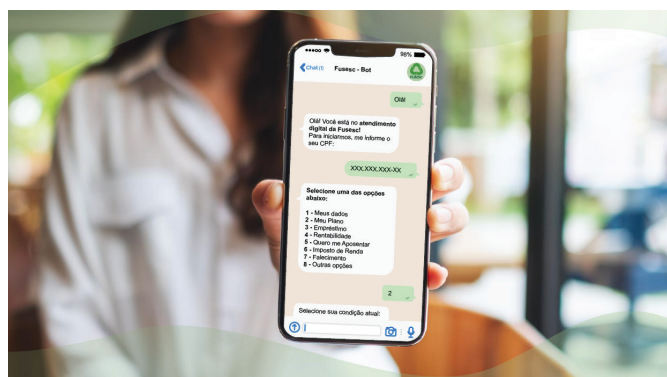 98%
Chat (1) Fusesc - Bot
Olá!
Olá! Você está no atendimento
digital da Fusesc!
Para iniciarmos, me informe o
seu CPF:
XXX.XXX.XXX-XX
Selecione uma das opções
abaixo:
1 - Meus dados
2 - Meu Plano
3 - Empréstimo
4 - Rentabilidade
5 - Quero me Aposentar
6 - Imposto de Renda
7 - Falecimento
8 - Outras opções
2
Selecione sua condição atual: